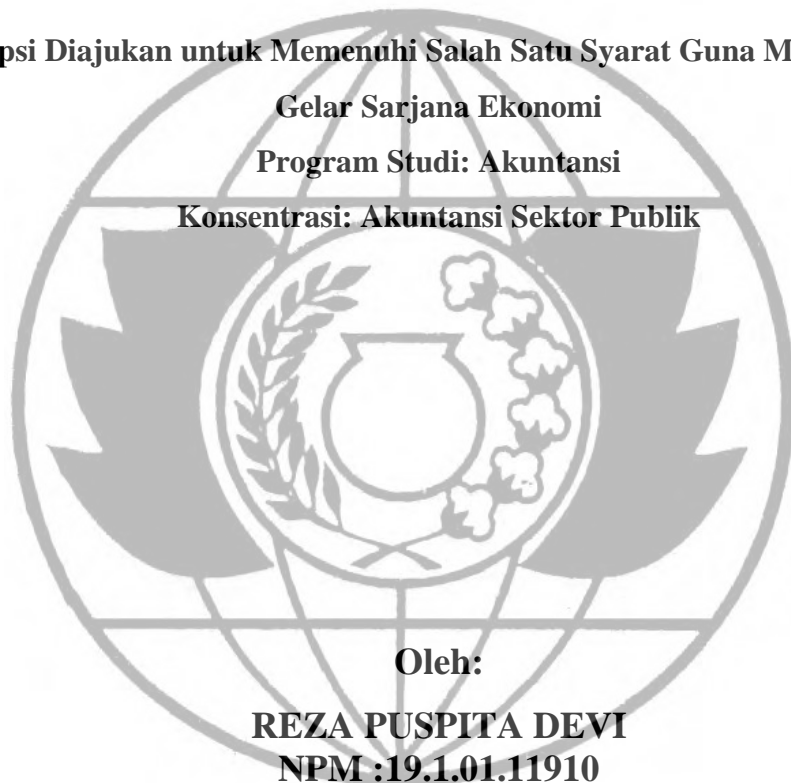 Diajukan untuk Memenuhi Salah Satu Syarat Guna
Gelar Sarjana Ekonomi
Program Studi: Akuntansi
Konsentrasi: Akuntansi Sektor Publik
Oleh:
REZA PUSPITA DEVI
NPM :19.1.01.11910